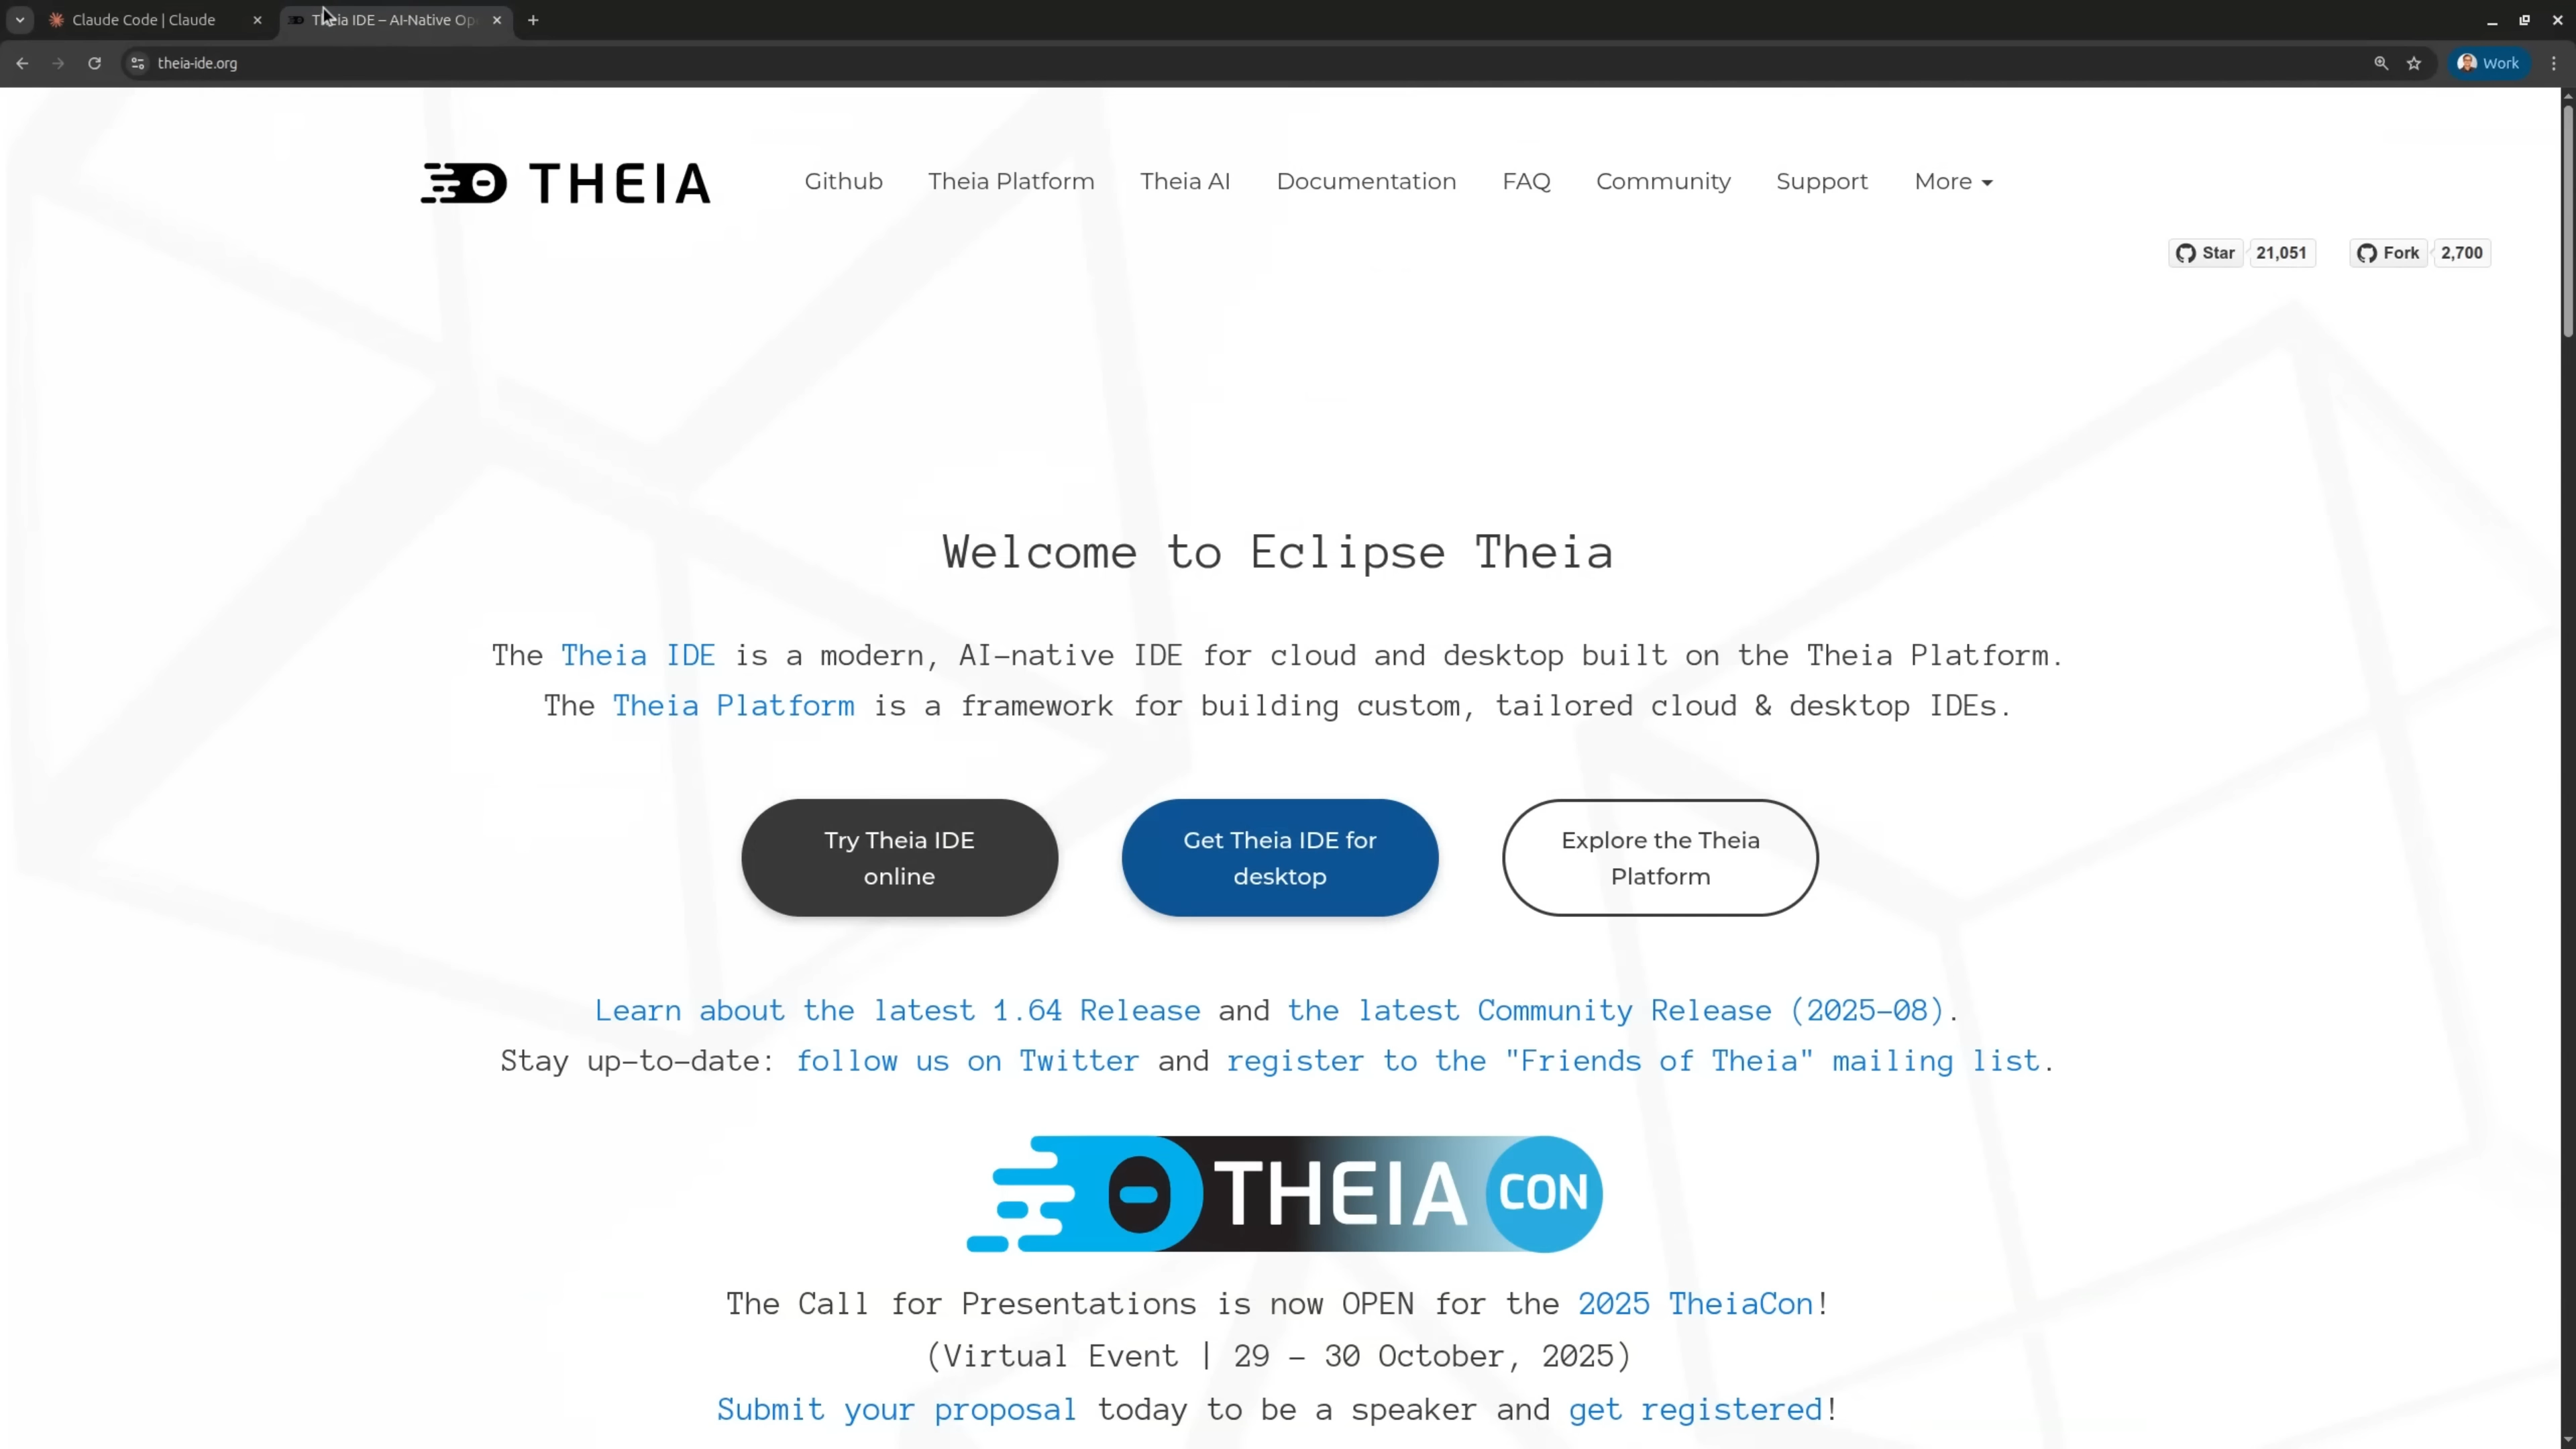 Claude Code | Claude
Theia IDE – AI-Native Op
theia-ide.org
Work
THEIA
Github
Theia Platform
Theia AI
Documentation
FAQ
Community
Support
More
Star 21,051
Fork 2,700
Welcome to Eclipse Theia
The Theia IDE is a modern, AI-native IDE for cloud and desktop built on the Theia Platform.
The Theia Platform is a framework for building custom, tailored cloud & desktop IDEs.
Try Theia IDE
online
Get Theia IDE for
desktop
Explore the Theia
Platform
Learn about the latest 1.64 Release and the latest Community Release (2025-08).
Stay up-to-date: follow us on Twitter and register to the "Friends of Theia" mailing list.
THEIA CON
The Call for Presentations is now OPEN for the 2025 TheiaCon!
(Virtual Event | 29 - 30 October, 2025)
Submit your proposal today to be a speaker and get registered!